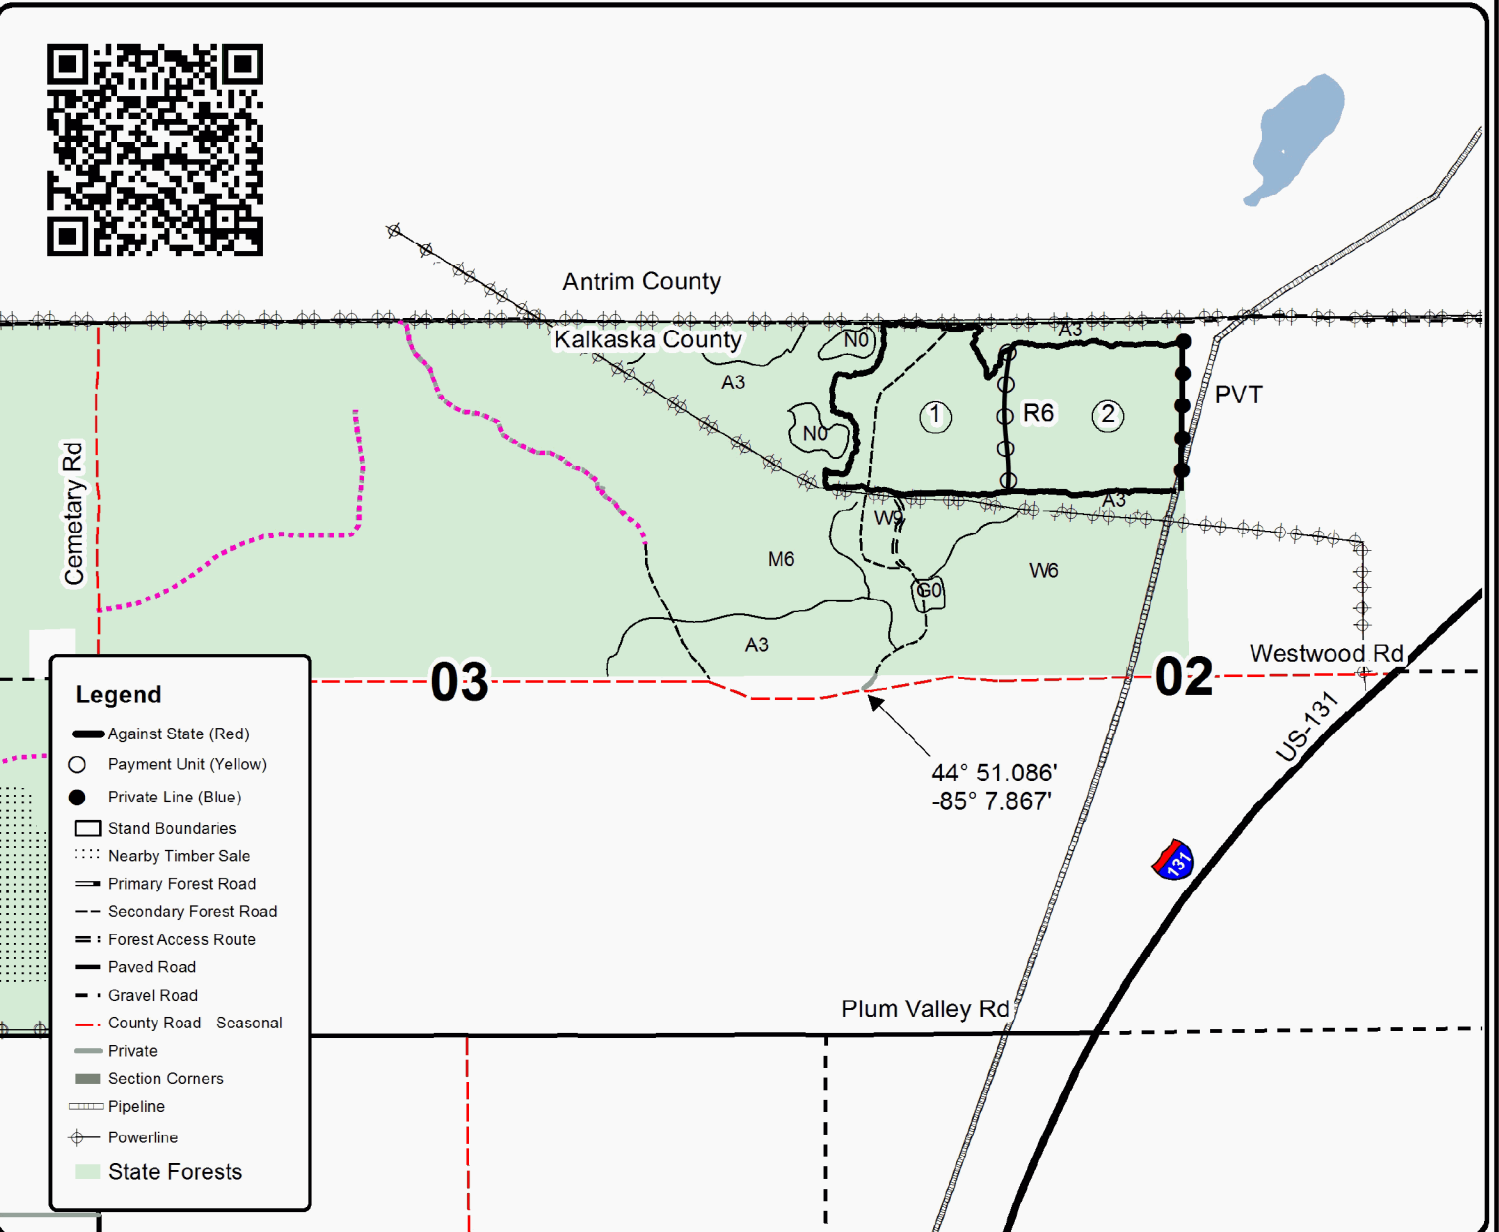 Antrim County
Kalkaska County
A3
N0
A3
N0
1
R6
2
PVT
A3
W9
M6
W6
G0
A3
Cemetary Rd
03
02
Westwood Rd
US-131
44° 51.086'
-85° 7.867'
131
Plum Valley Rd
Legend
Against State (Red)
Payment Unit (Yellow)
Private Line (Blue)
Stand Boundaries
Nearby Timber Sale
Primary Forest Road
Secondary Forest Road
Forest Access Route
Paved Road
Gravel Road
County Road Seasonal
Private
Section Corners
Pipeline
Powerline
State Forests